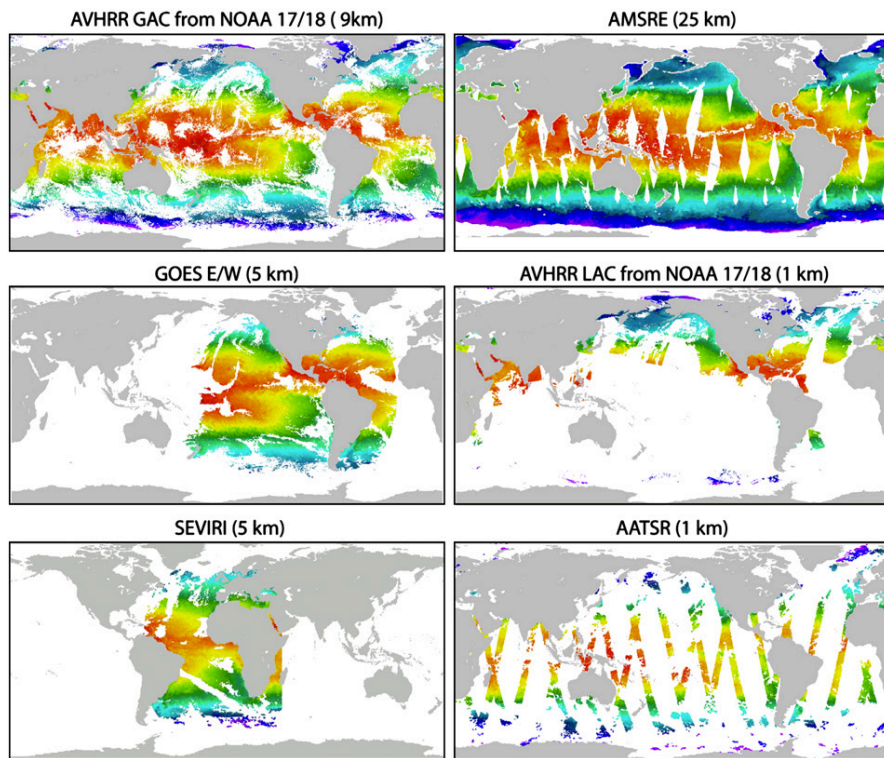 AVHRR GAC from NOAA 17/18 ( 9km)
AMSRE (25 km)
GOES E/W (5 km)
AVHRR LAC from NOAA 17/18 (1 km)
SEVIRI (5 km)
AATSR (1 km)